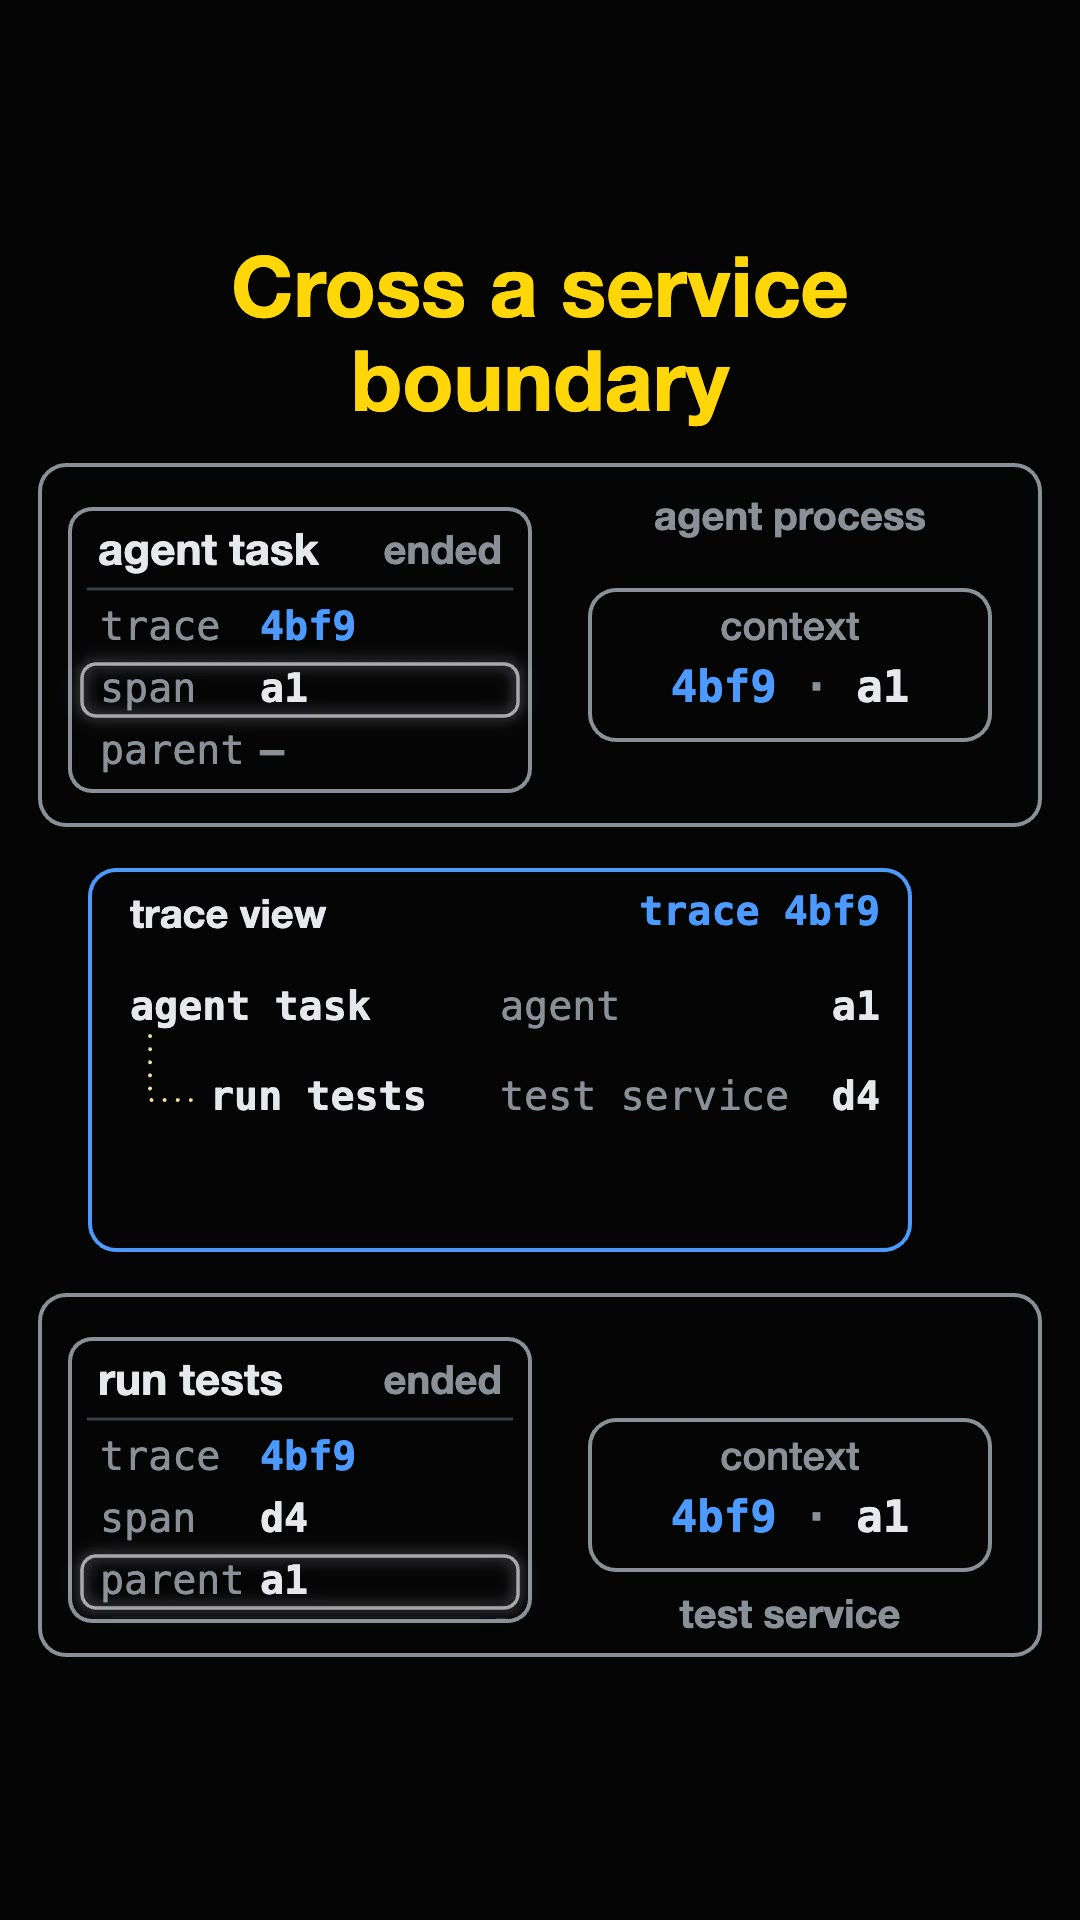 Cross a service
boundary
agent task ended
trace 4bf9
span a1
parent –
agent process
context
4bf9 · a1
trace view trace 4bf9
agent task agent a1
run tests test service d4
run tests ended
trace 4bf9
span d4
parent a1
context
4bf9 · a1
test service